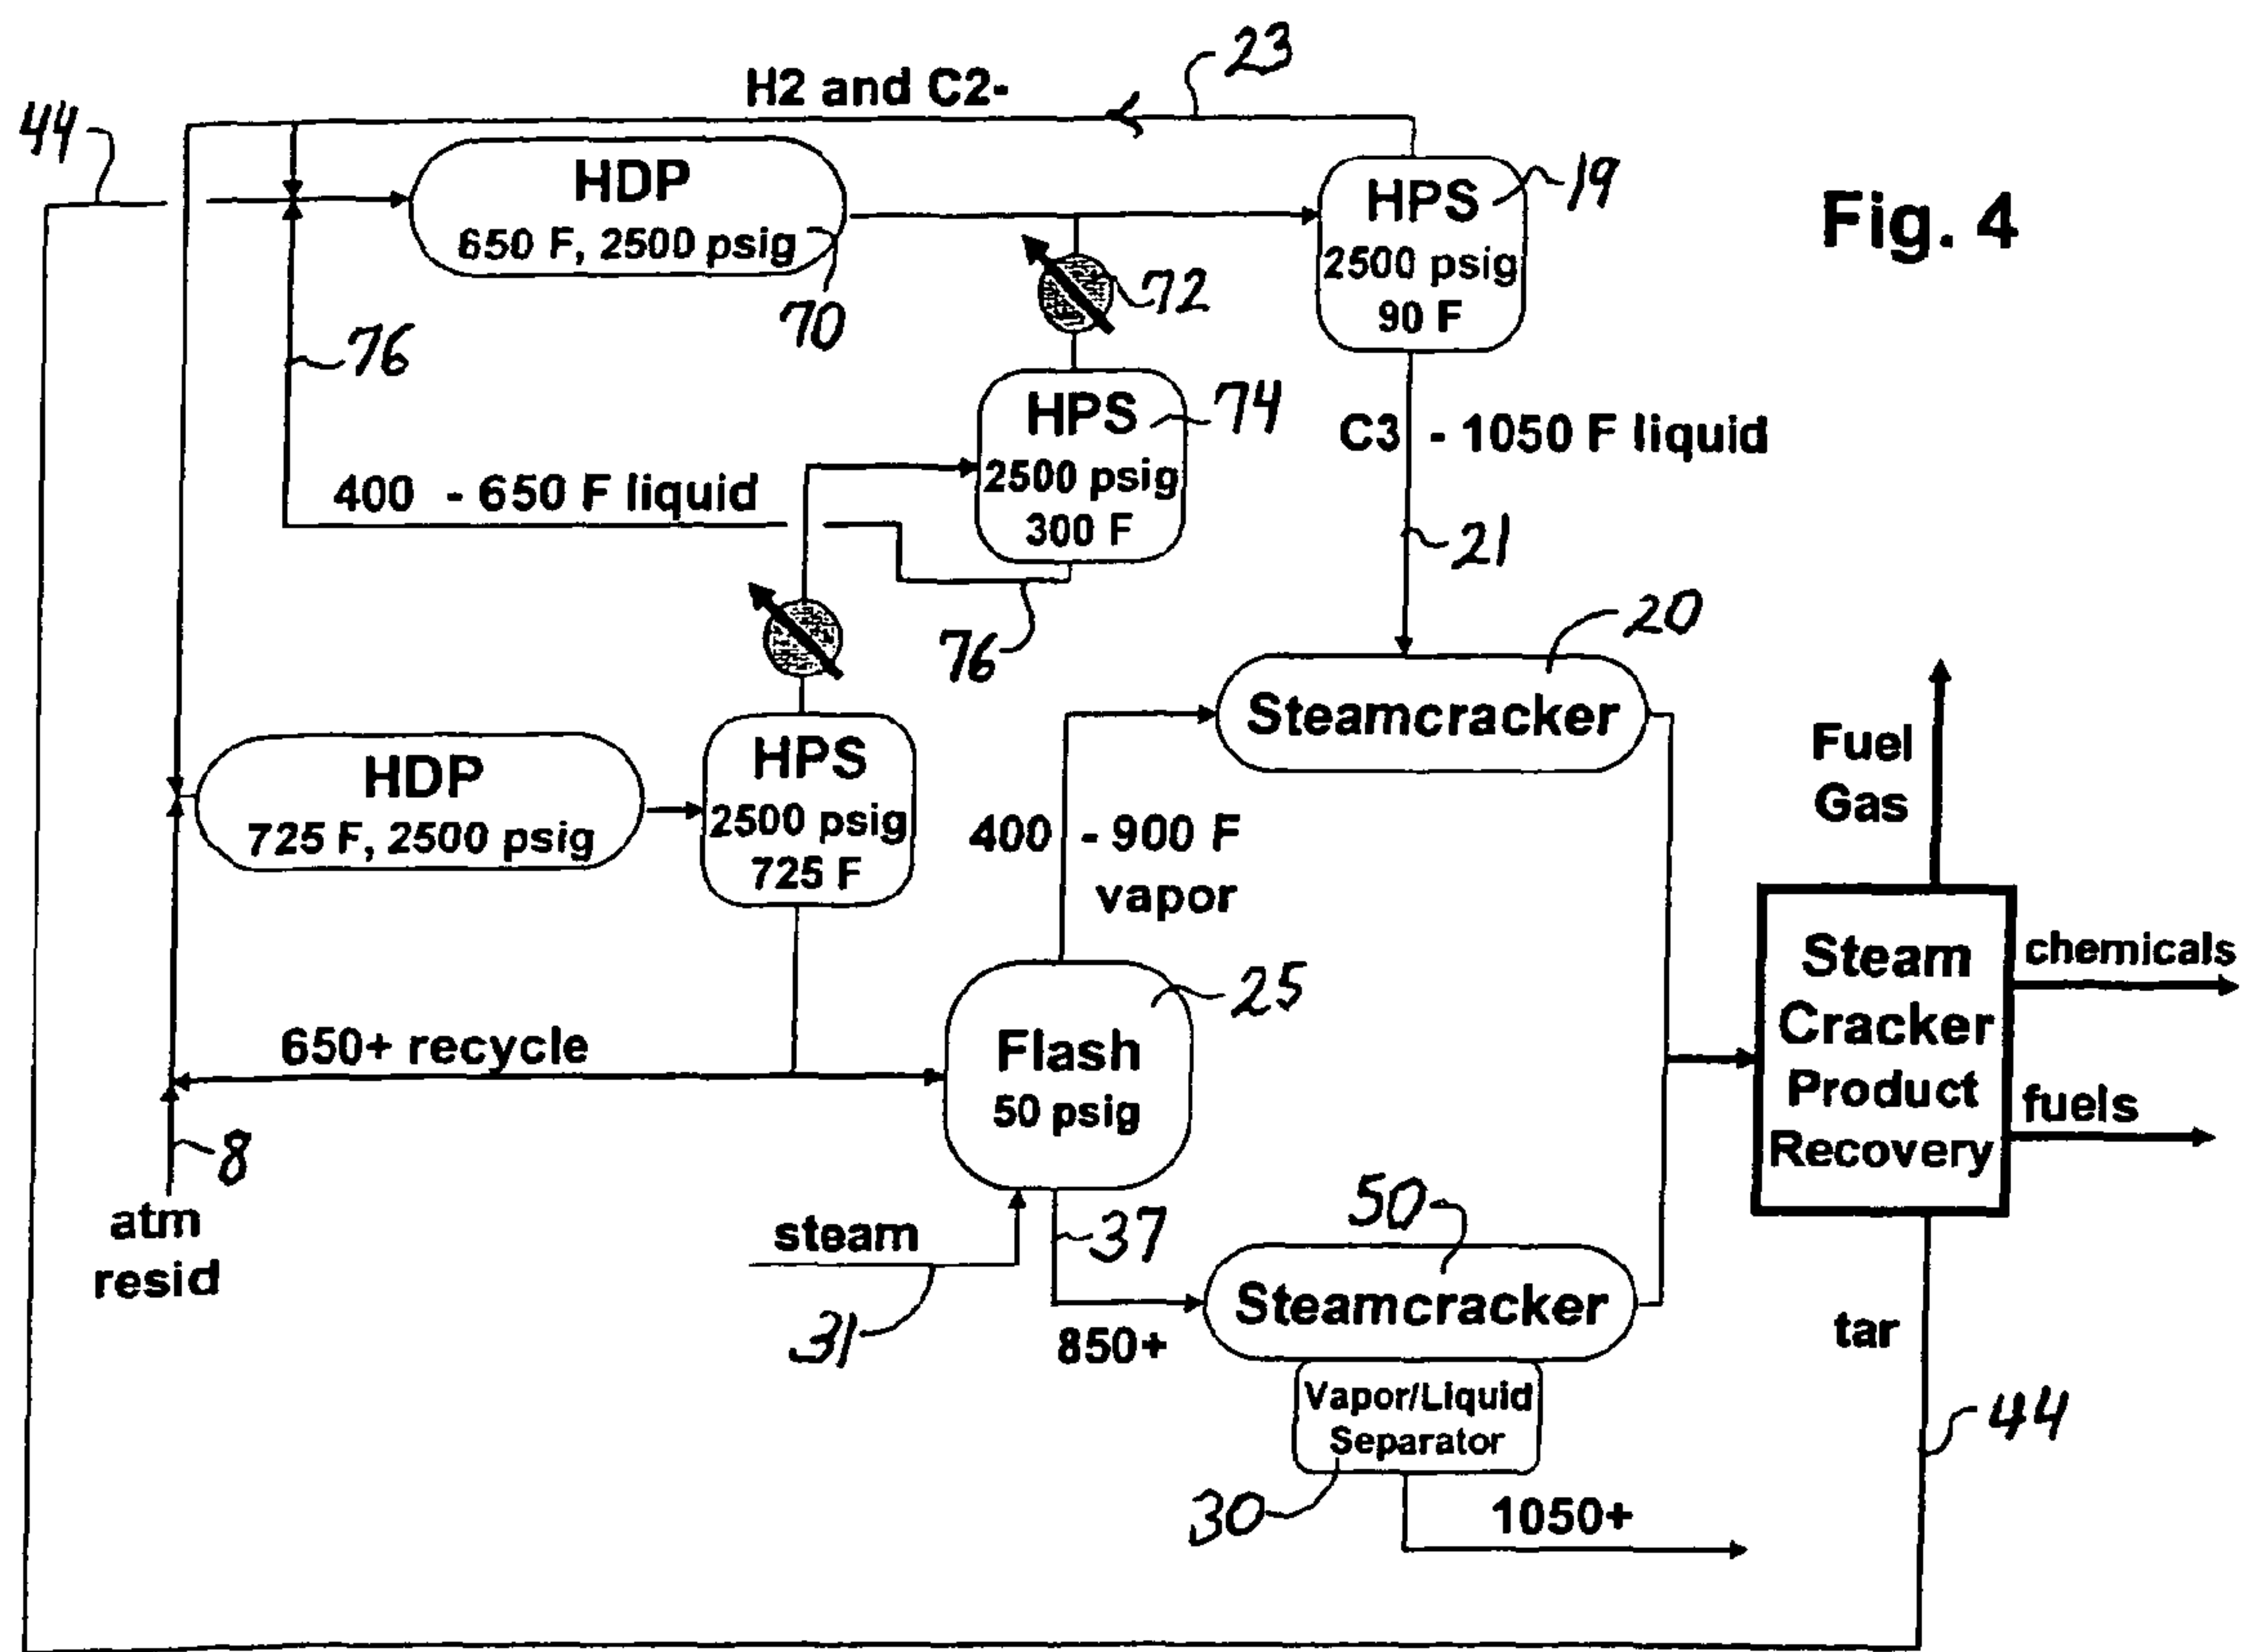 23
H2 and C2-
44
HDP
650 F, 2500 psig
70
HPS
2500 psig
90 F
19
Fig. 4
72
76
HPS
2500 psig
300 F
74
C3 - 1050 F liquid
400 - 650 F liquid
21
76
20
Steamcracker
HDP
725 F, 2500 psig
HPS
2500 psig
725 F
400 - 900 F
vapor
Fuel
Gas
Steam
Cracker
Product
Recovery
chemicals
fuels
25
Flash
50 psig
650+ recycle
8
atm
resid
steam
31
37
850+
50
Steamcracker
Vapor/Liquid
Separator
30
1050+
tar
44